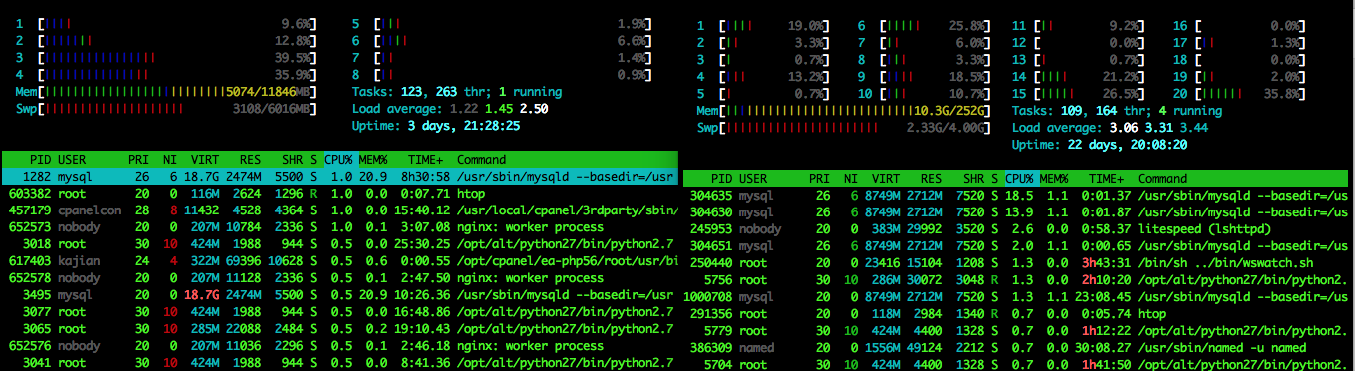 1 [|||| 9.6%] 5 [||| 1.9%]
2 [||||||| 12.8%] 6 [|||| 6.6%]
3 [|||||||||||||||| 39.5%] 7 [|| 1.4%]
4 [||||||||||||||| 35.9%] 8 [|| 0.9%]
Mem[||||||||||||||||||||||||||5074/11846MB] Tasks: 123, 263 thr; 1 running
Swp[|||||||||||||||||||| 3108/6016MB] Load average: 1.22 1.45 2.50
Uptime: 3 days, 21:28:25
PID USER PRI NI VIRT RES SHR S CPU% MEM% TIME+ Command
1282 mysql 26 6 18.7G 2474M 5500 S 1.0 20.9 8h30:58 /usr/sbin/mysqld --basedir=/usr
603382 root 20 0 116M 2624 1296 R 1.0 0.0 0:07.71 htop
457179 cpanelcon 28 8 11432 4528 4364 S 1.0 0.0 15:40.12 /usr/local/cpanel/3rdparty/sbin/
652573 nobody 20 0 207M 10784 2336 S 1.0 0.1 3:07.08 nginx: worker process
3018 root 30 10 424M 1988 944 S 0.5 0.0 25:30.25 /opt/alt/python27/bin/python2.7
617403 kajian 24 4 322M 69396 10628 S 0.5 0.6 0:00.55 /opt/cpanel/ea-php56/root/usr/bi
652578 nobody 20 0 207M 11128 2336 S 0.5 0.1 2:47.50 nginx: worker process
3495 mysql 20 0 18.7G 2474M 5500 S 0.5 20.9 10:26.36 /usr/sbin/mysqld --basedir=/usr
3077 root 30 10 424M 1988 944 S 0.5 0.0 16:48.86 /opt/alt/python27/bin/python2.7
3065 root 30 10 285M 22088 2484 S 0.5 0.2 19:10.43 /opt/alt/python27/bin/python2.7
652576 nobody 20 0 207M 11036 2296 S 0.5 0.1 2:46.18 nginx: worker process
3041 root 30 10 424M 1988 944 S 0.5 0.0 8:41.36 /opt/alt/python27/bin/python2.7
1 [|||| 19.0%] 6 [||||| 25.8%] 11 [|| 9.2%] 16 [ 0.0%]
2 [|| 3.3%] 7 [|| 6.0%] 12 [ 0.0%] 17 [| 1.3%]
3 [| 0.7%] 8 [|| 3.3%] 13 [| 0.7%] 18 [ 0.0%]
4 [|||| 13.2%] 9 [|||| 18.5%] 14 [||||| 21.2%] 19 [| 2.0%]
5 [| 0.7%] 10 [||| 10.7%] 15 [||||| 26.5%] 20 [|||||| 35.8%]
Mem[||||||||||||||||||||||||||10.3G/252G] Tasks: 109, 164 thr; 4 running
Swp[|||||||||||||||||||||| 2.33G/4.00G] Load average: 3.06 3.31 3.44
Uptime: 22 days, 20:08:20
PID USER PRI NI VIRT RES SHR S CPU% MEM% TIME+ Command
304635 mysql 26 6 8749M 2712M 7520 S 18.5 1.1 0:01.37 /usr/sbin/mysqld --basedir=/us
304630 mysql 26 6 8749M 2712M 7520 S 13.9 1.1 0:01.87 /usr/sbin/mysqld --basedir=/us
245953 nobody 20 0 383M 29992 3520 S 2.6 0.0 0:58.37 litespeed (lshttpd)
304651 mysql 26 6 8749M 2712M 7520 S 2.0 1.1 0:00.65 /usr/sbin/mysqld --basedir=/us
250440 root 20 0 23416 15104 1208 S 1.3 0.0 3h43:31 /bin/sh ../bin/wswatch.sh
5756 root 30 10 286M 30072 3048 R 1.3 0.0 2h10:20 /opt/alt/python27/bin/python2.
1000708 mysql 20 0 8749M 2712M 7520 S 1.3 1.1 23:08.45 /usr/sbin/mysqld --basedir=/us
291356 root 20 0 118M 2984 1340 R 0.7 0.0 0:05.74 htop
5779 root 30 10 424M 4400 1328 S 0.7 0.0 1h12:22 /opt/alt/python27/bin/python2.
386309 named 20 0 1556M 49124 2212 S 0.7 0.0 30:08.27 /usr/sbin/named -u named
5704 root 30 10 424M 4400 1328 S 0.7 0.0 1h41:50 /opt/alt/python27/bin/python2.